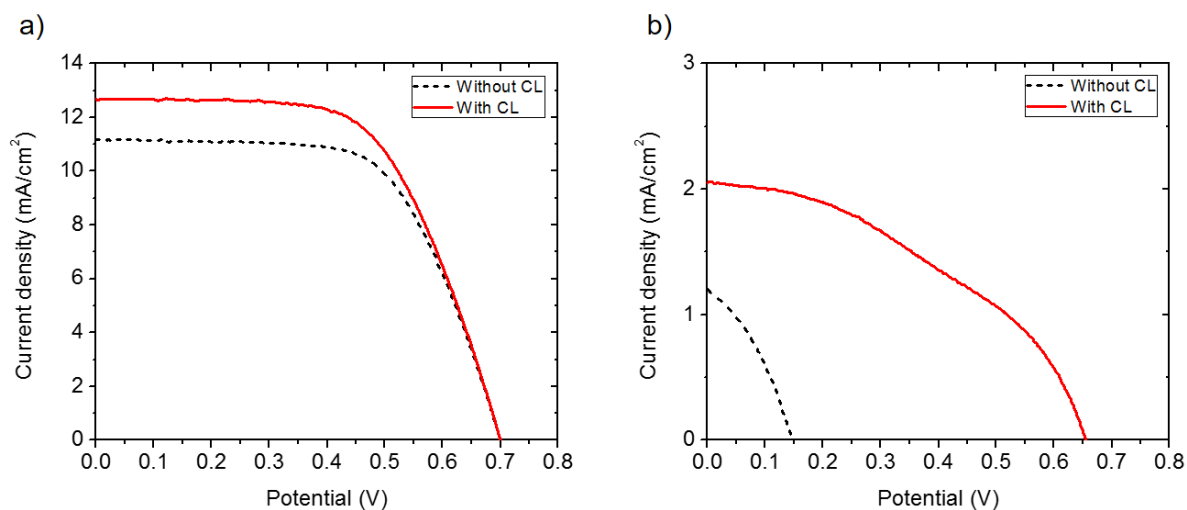 a)
14
12
10
8
6
4
2
0
Current density (mA/cm²)
Without CL
With CL
0.0 0.1 0.2 0.3 0.4 0.5 0.6 0.7 0.8
Potential (V)
b)
3
2
1
0
Current density (mA/cm²)
Without CL
With CL
0.0 0.1 0.2 0.3 0.4 0.5 0.6 0.7 0.8
Potential (V)